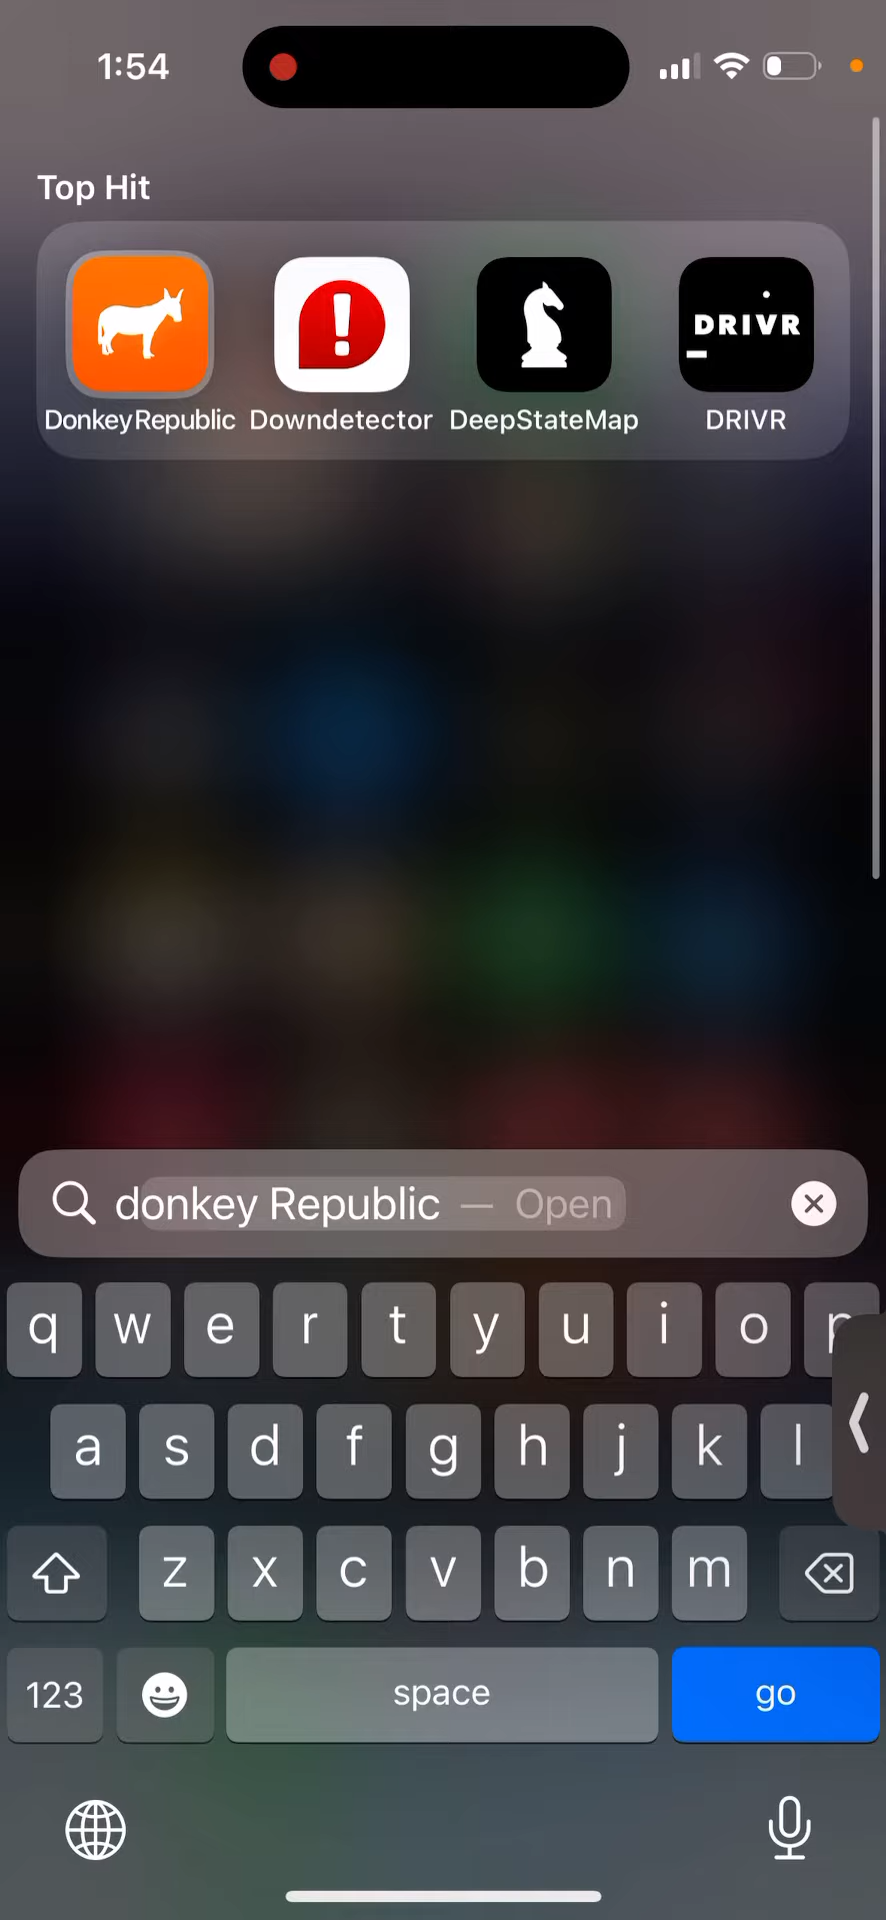 1:54
Top Hit
DRIVR
DonkeyRepublic Downdetector DeepStateMap DRIVR
donkey Republic — Open
q w e r t y u i o p
a s d f g h j k l
z x c v b n m
123 space go